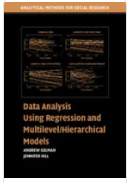 ANALYTICAL METHODS FOR SOCIAL RESEARCH
Data Analysis
Using Regression and
Multilevel/Hierarchical
Models
ANDREW GELMAN
JENNIFER HILL